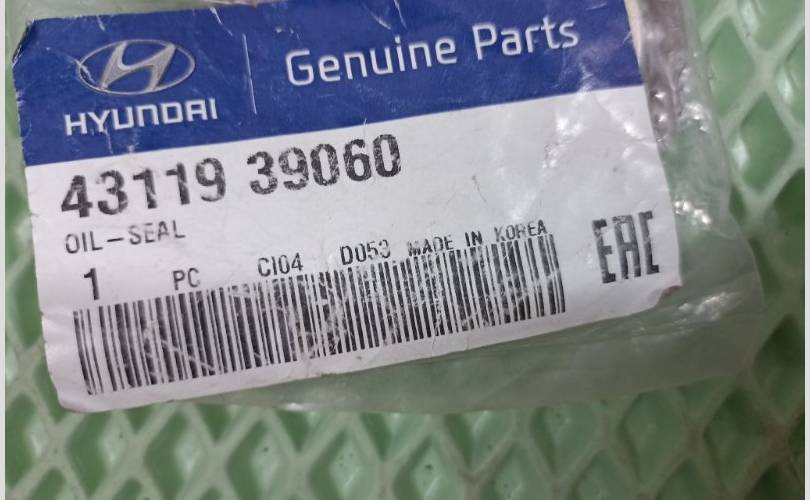 HYUNDAI
Genuine Parts
43119 39060
OIL-SEAL
1 PC CI04 D053 MADE IN KOREA
EAC